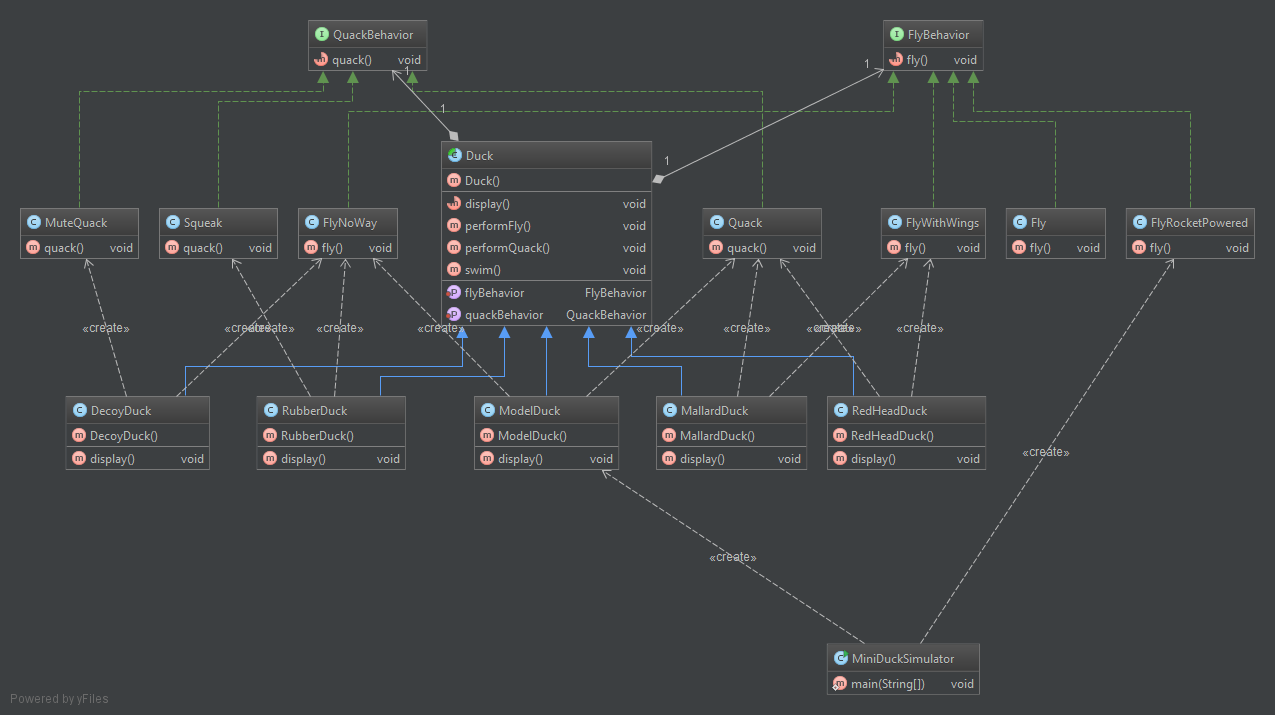 QuackBehavior
quack() void
FlyBehavior
fly() void
1
1
1
1
Duck
Duck()
display() void
performFly() void
performQuack() void
swim() void
flyBehavior FlyBehavior
quackBehavior QuackBehavior
MuteQuack
quack() void
Squeak
quack() void
FlyNoWay
fly() void
Quack
quack() void
FlyWithWings
fly() void
Fly
fly() void
FlyRocketPowered
fly() void
«create»
«create»
«create»
«create»
«create»
«create»
«create»
«create»
«create»
«create»
DecoyDuck
DecoyDuck()
display() void
RubberDuck
RubberDuck()
display() void
ModelDuck
ModelDuck()
display() void
MallardDuck
MallardDuck()
display() void
RedHeadDuck
RedHeadDuck()
display() void
«create»
«create»
MiniDuckSimulator
main(String[]) void
Powered by yFiles